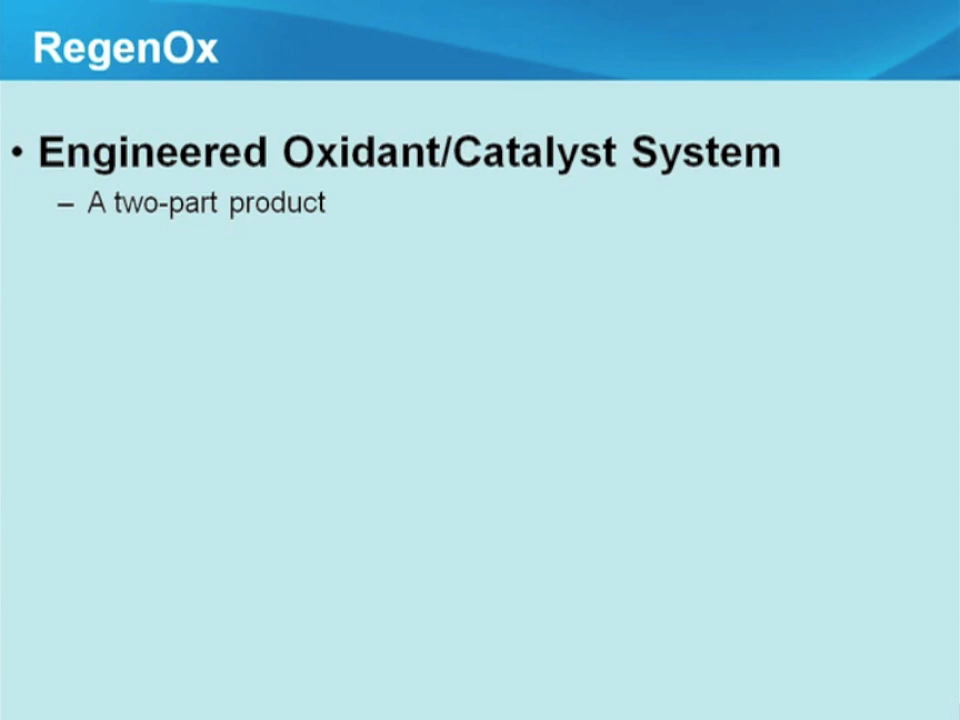 RegenOx
• Engineered Oxidant/Catalyst System
– A two-part product